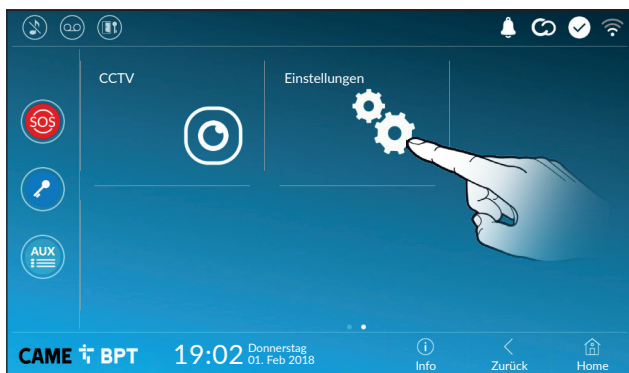 CCTV
Einstellungen
SOS
AUX
CAME BPT
19:02
Donnerstag
01. Feb 2018
Info
Zurück
Home